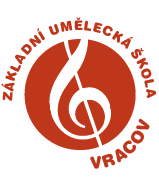 ZÁKLADNÍ UMĚLECKÁ ŠKOLA
VRACOV